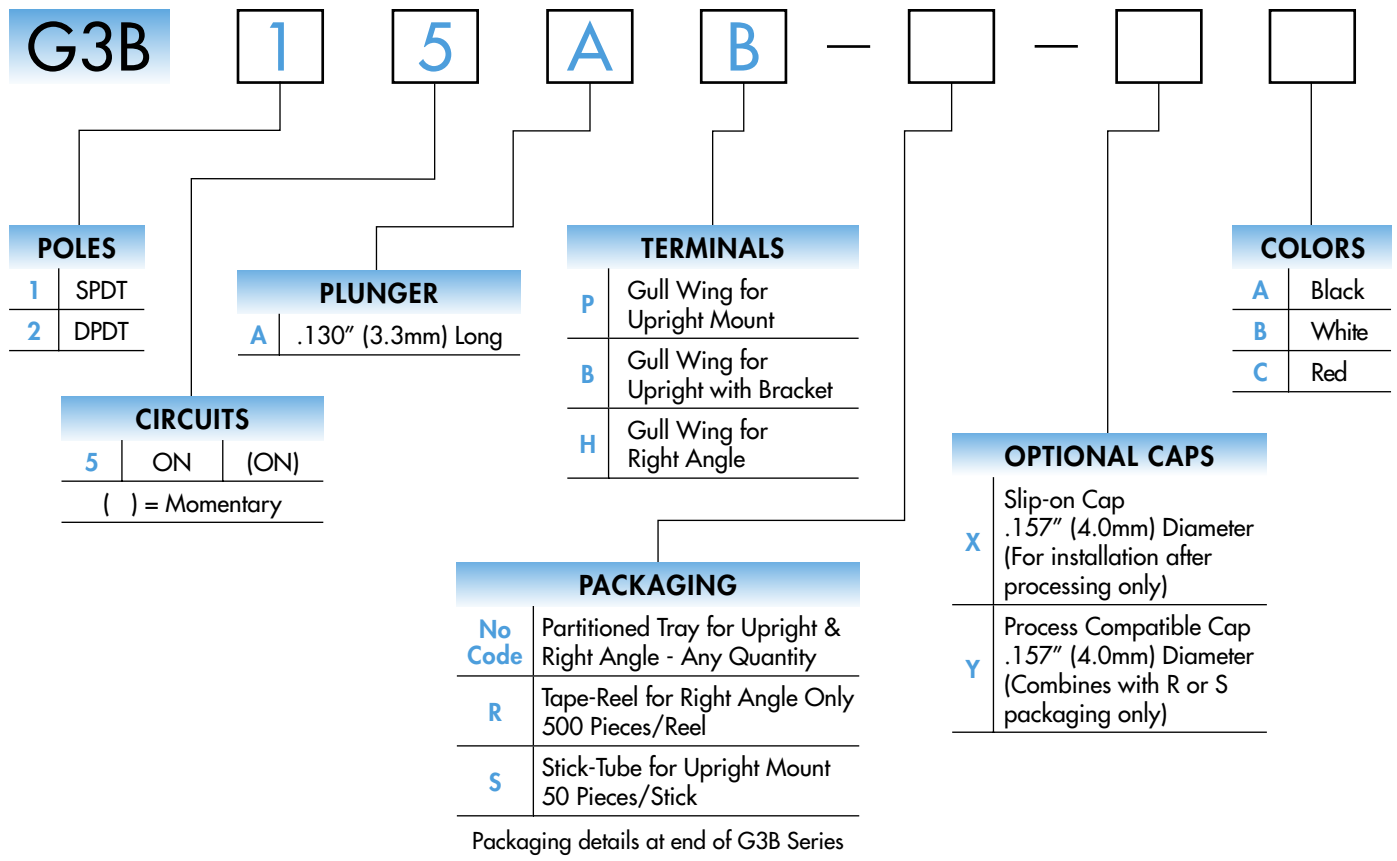 G3B 1 5 A B — —
POLES
1 SPDT
2 DPDT
CIRCUITS
5 ON (ON)
( ) = Momentary
PLUNGER
A .130” (3.3mm) Long
TERMINALS
P Gull Wing for
Upright Mount
B Gull Wing for
Upright with Bracket
H Gull Wing for
Right Angle
PACKAGING
No Partitioned Tray for Upright &
Code Right Angle - Any Quantity
R Tape-Reel for Right Angle Only
500 Pieces/Reel
S Stick-Tube for Upright Mount
50 Pieces/Stick
Packaging details at end of G3B Series
OPTIONAL CAPS
X Slip-on Cap
.157” (4.0mm) Diameter
(For installation after
processing only)
Y Process Compatible Cap
.157” (4.0mm) Diameter
(Combines with R or S
packaging only)
COLORS
A Black
B White
C Red